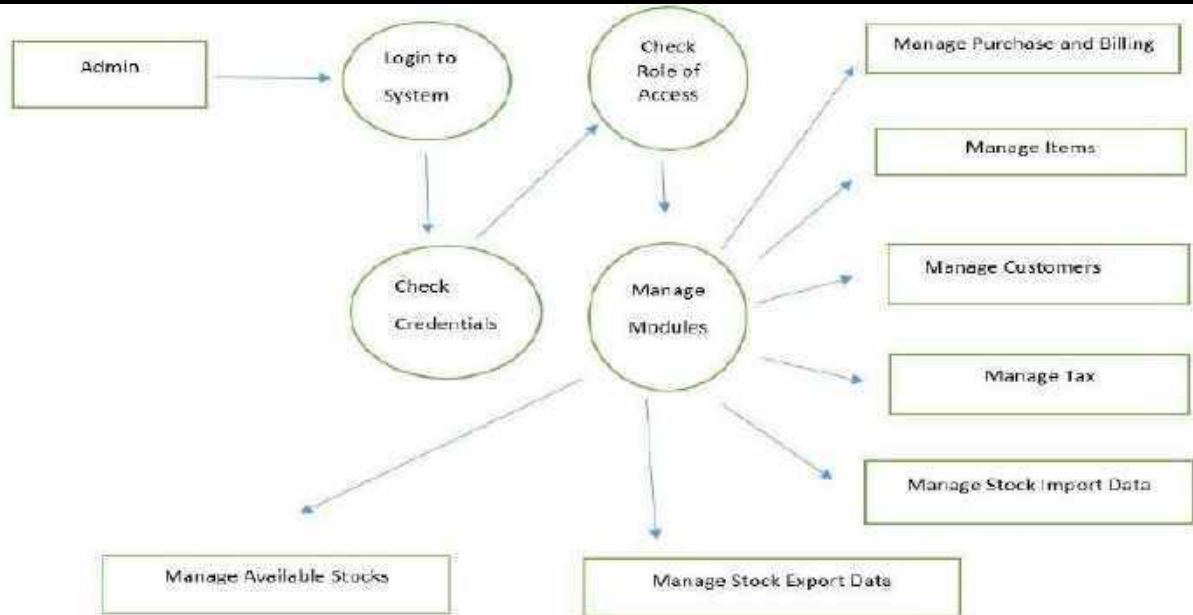 Admin
Login to
System
Check
Role of
Access
Manage Purchase and Billing
Manage Items
Check
Credentials
Manage
Modules
Manage Customers
Manage Tax
Manage Stock Import Data
Manage Available Stocks
Manage Stock Export Data